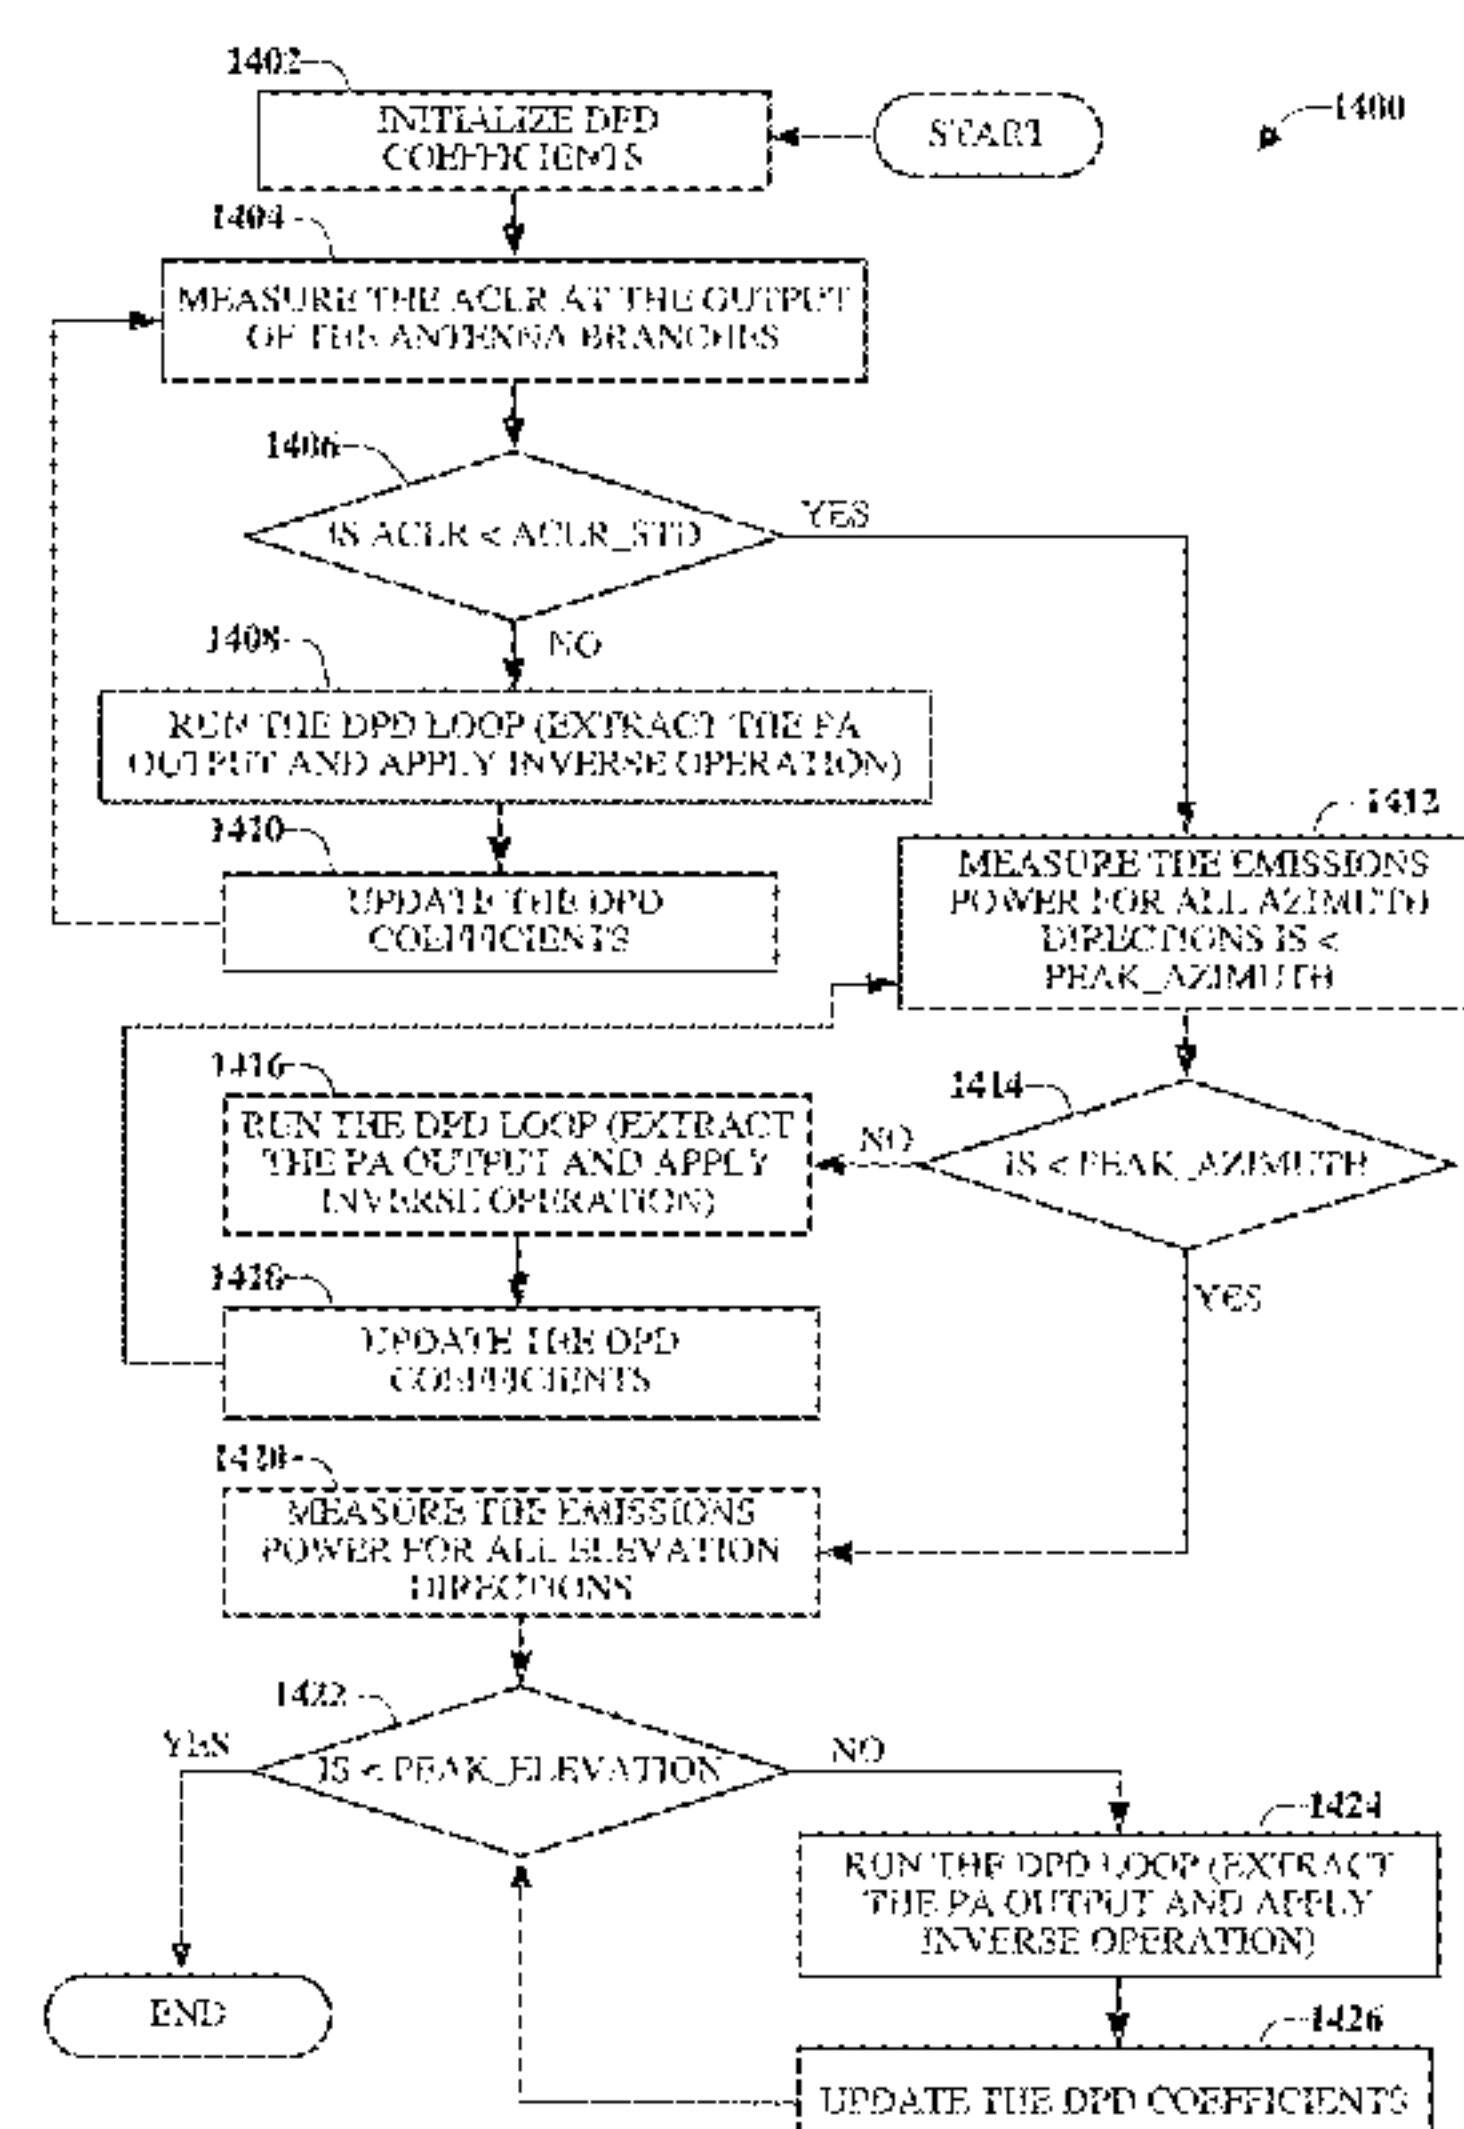 1402
INITIALIZE DPD
COEFFICIENTS
START
1400
1404
MEASURE THE ACLR AT THE OUTPUT
OF THE ANTENNA BRANCHES
1406
IS ACLR < ACLR_STD
YES
NO
1408
RUN THE DPD LOOP (EXTRACT THE PA
OUTPUT AND APPLY INVERSE OPERATION)
1410
UPDATE THE DPD
COEFFICIENTS
1412
MEASURE THE EMISSIONS
POWER FOR ALL AZIMUTH
DIRECTIONS IS <
PEAK_AZIMUTH
1414
IS < PEAK_AZIMUTH
NO
YES
1416
RUN THE DPD LOOP (EXTRACT
THE PA OUTPUT AND APPLY
INVERSE OPERATION)
1418
UPDATE THE DPD
COEFFICIENTS
1420
MEASURE THE EMISSIONS
POWER FOR ALL ELEVATION
DIRECTIONS
1422
IS < PEAK_ELEVATION
YES
NO
END
1424
RUN THE DPD LOOP (EXTRACT
THE PA OUTPUT AND APPLY
INVERSE OPERATION)
1426
UPDATE THE DPD COEFFICIENTS